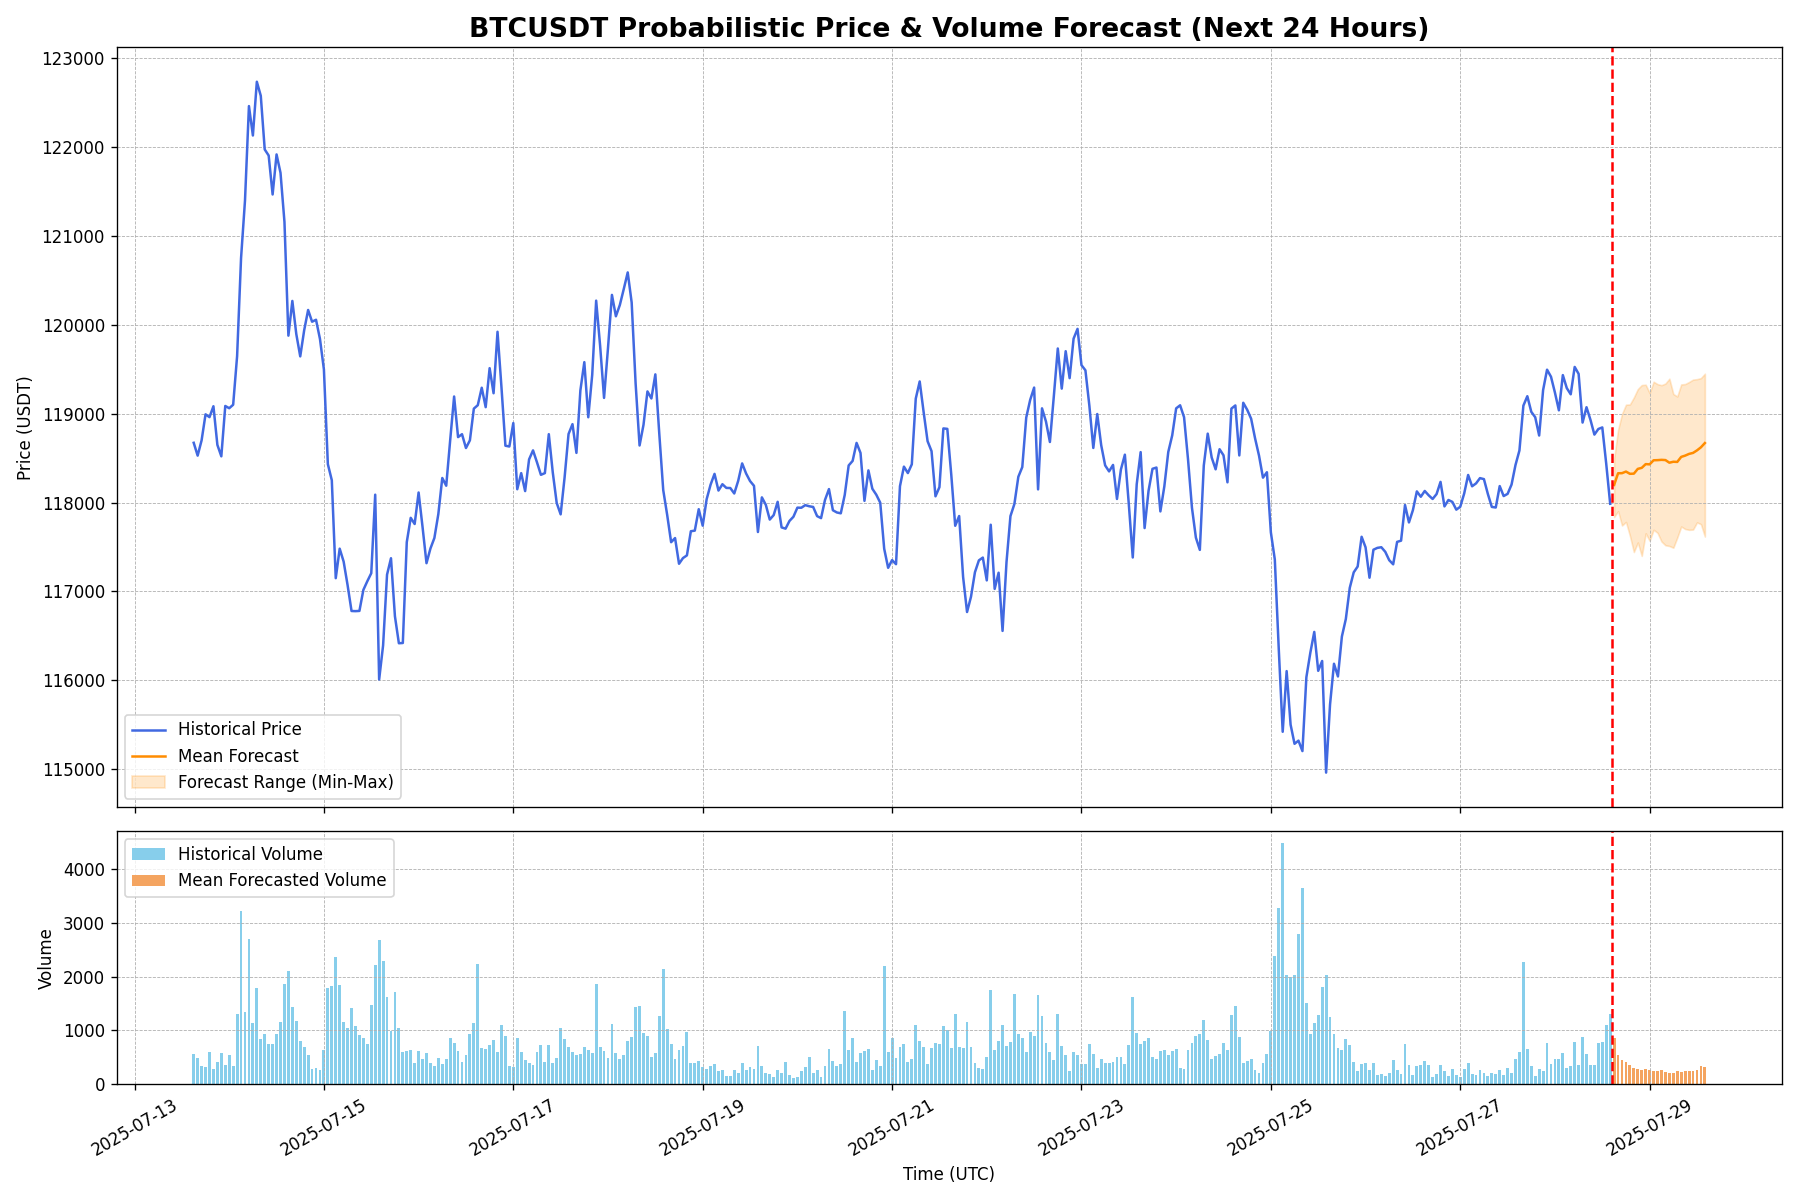 BTCUSDT Probabilistic Price & Volume Forecast (Next 24 Hours)
123000
122000
121000
120000
119000
118000
117000
116000
115000
Price (USDT)
Historical Price
Mean Forecast
Forecast Range (Min-Max)
Historical Volume
Mean Forecasted Volume
4000
3000
2000
1000
0
Volume
2025-07-13
2025-07-15
2025-07-17
2025-07-19
2025-07-21
2025-07-23
2025-07-25
2025-07-27
2025-07-29
Time (UTC)